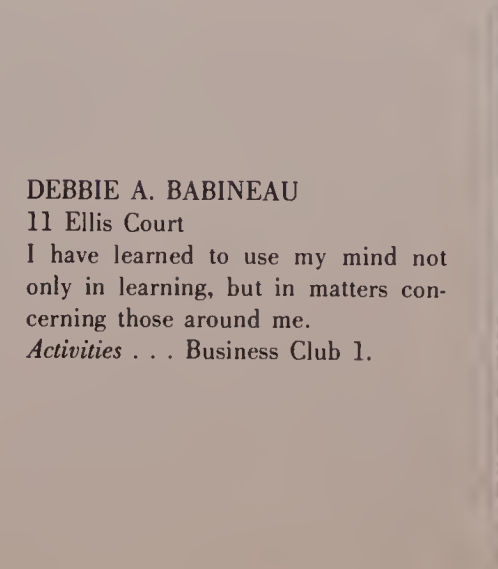 DEBBIE A. BABINEAU
11 Ellis Court
I have learned to use my mind not
only in learning, but in matters con-
cerning those around me.
Activities . . . Business Club 1.